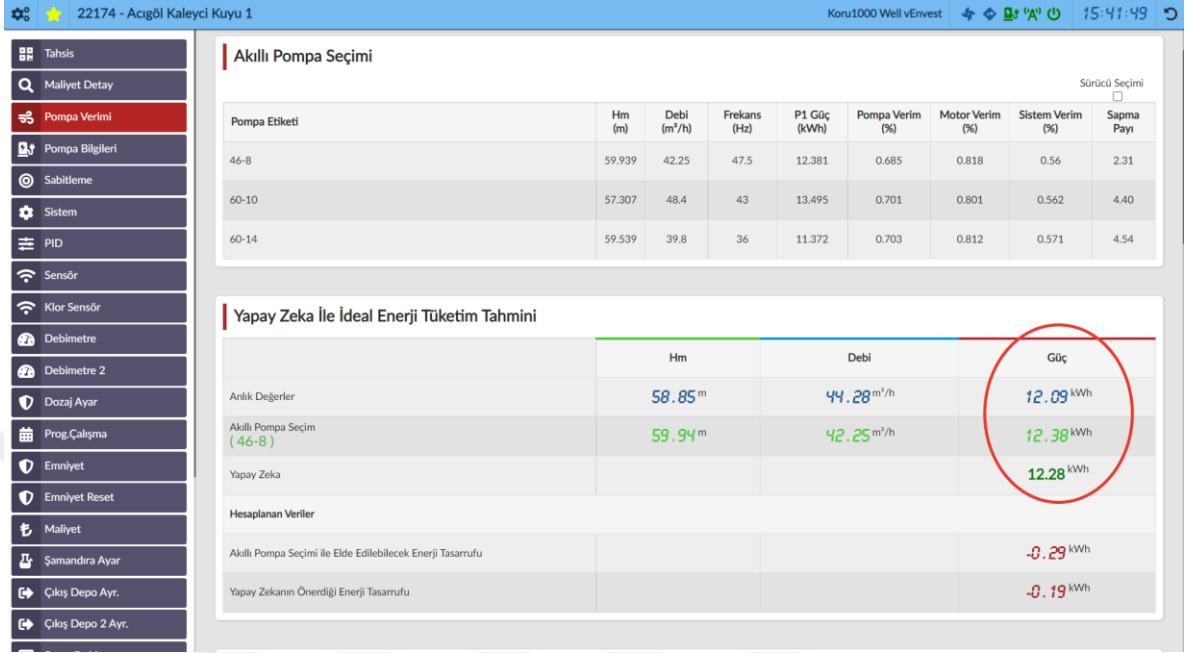 22174 - Acıgöl Kaleyci Kuyu 1
Koru1000 Well vEnvest
"A"
15:41:49
Tahsis
Maliyet Detay
Pompa Verimi
Pompa Bilgileri
Sabitleme
Sistem
PID
Sensör
Klor Sensör
Debimetre
Debimetre 2
Dozaj Ayar
Prog.Çalışma
Emniyet
Emniyet Reset
Maliyet
Şamandıra Ayar
Çıkış Depo Ayr.
Çıkış Depo 2 Ayr.
Akıllı Pompa Seçimi
Sürücü Seçimi
Pompa Etiketi Hm (m) Debi (m³/h) Frekans (Hz) P1 Güç (kWh) Pompa Verim (%) Motor Verim (%) Sistem Verim (%) Sapma Payı
46-8 59.939 42.25 47.5 12.381 0.685 0.818 0.56 2.31
60-10 57.307 48.4 43 13.495 0.701 0.801 0.562 4.40
60-14 59.539 39.8 36 11.372 0.703 0.812 0.571 4.54
Yapay Zeka İle İdeal Enerji Tüketim Tahmini
Hm Debi Güç
Anlık Değerler 58.85 m 44.28 m³/h 12.09 kWh
Akıllı Pompa Seçim
( 46-8 ) 59.94 m 42.25 m³/h 12.38 kWh
Yapay Zeka 12.28 kWh
Hesaplanan Veriler
Akıllı Pompa Seçimi ile Elde Edilebilecek Enerji Tasarrufu -0.29 kWh
Yapay Zekanın Önerdiği Enerji Tasarrufu -0.19 kWh